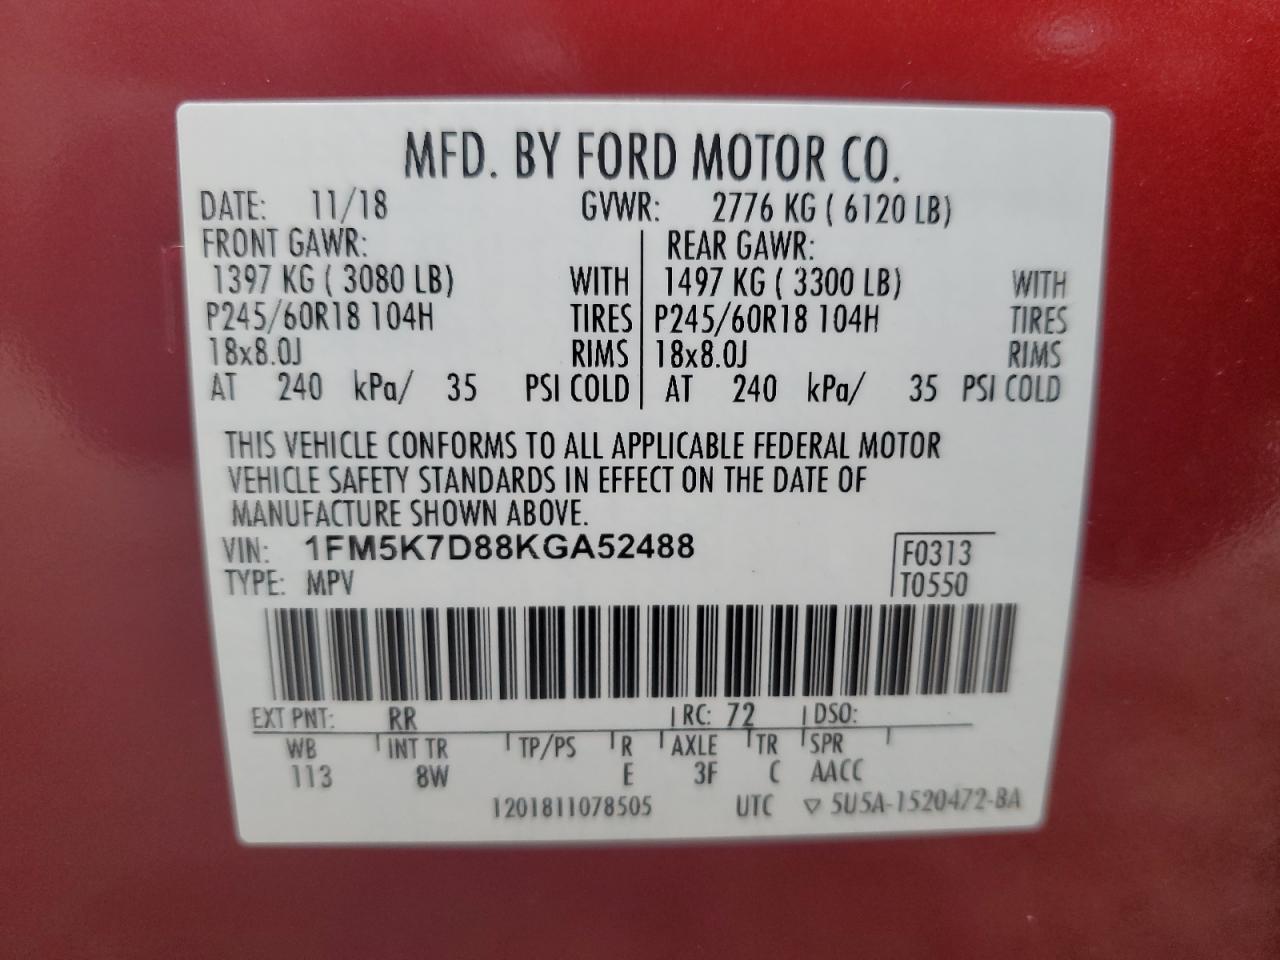 MFD. BY FORD MOTOR CO.
DATE: 11/18 GVWR: 2776 KG ( 6120 LB)
FRONT GAWR: REAR GAWR:
1397 KG ( 3080 LB) WITH 1497 KG ( 3300 LB) WITH
P245/60R18 104H TIRES P245/60R18 104H TIRES
18x8.0J RIMS 18x8.0J RIMS
AT 240 kPa/ 35 PSI COLD AT 240 kPa/ 35 PSI COLD
THIS VEHICLE CONFORMS TO ALL APPLICABLE FEDERAL MOTOR
VEHICLE SAFETY STANDARDS IN EFFECT ON THE DATE OF
MANUFACTURE SHOWN ABOVE.
VIN: 1FM5K7D88KGA52488 F0313
TYPE: MPV T0550
EXT PNT: RR RC: 72 DSO:
WB INT TR TP/PS R AXLE TR SPR
113 8W E 3F C AACC
1201811078505 UTC ▽ 5U5A-1520472-BA